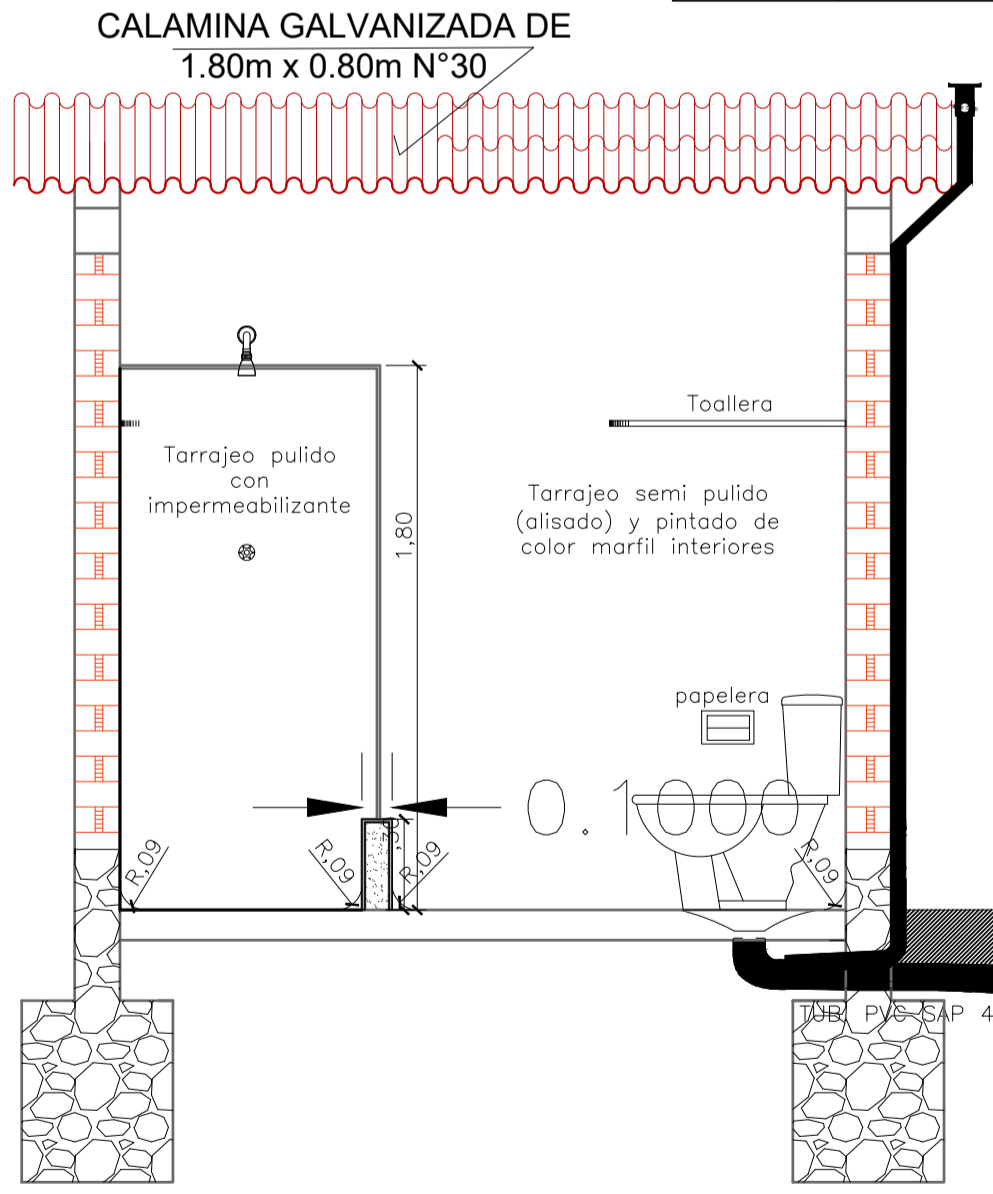 CALAMINA GALVANIZADA DE
1.80m x 0.80m N°30
Toallera
Tarrajeo pulido
con
impermeabilizante
Tarrajeo semi pulido
(alisado) y pintado de
color marfil interiores
1,80
papelera
0.1000
,30
R,09
R,09
R,09
R,09
TUB. PVC SAP 4